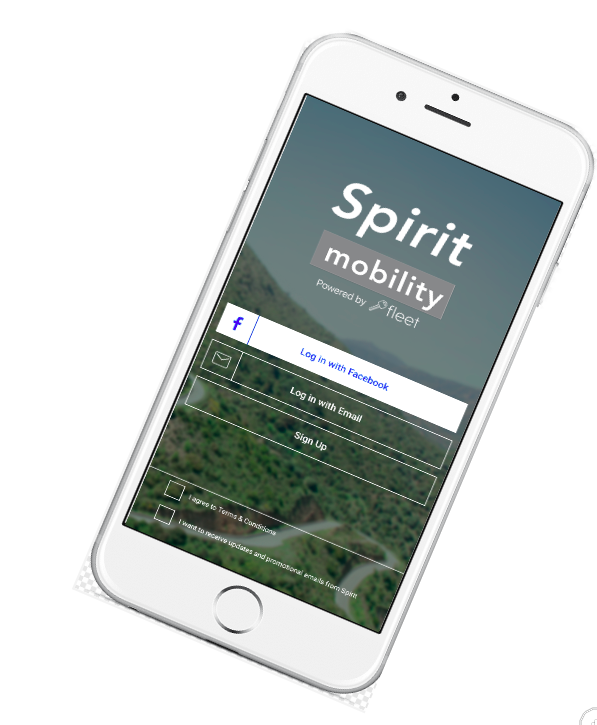 Spirit
mobility
Powered by fleet
f
Log in with Facebook
Log in with Email
Sign Up
I agree to Terms & Conditions
I want to receive updates and promotional emails from Spirit